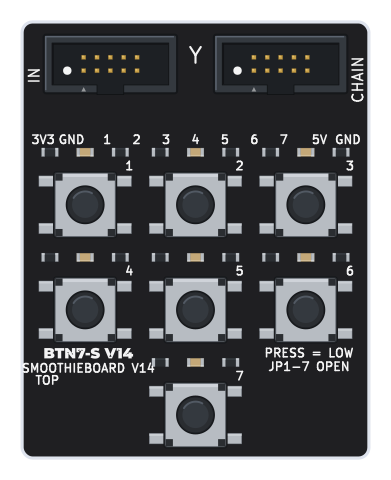 Y
IN
CHAIN
3V3 GND 1 2 3 4 5 6 7 5V GND
1 2 3
4 5 6
BTN7-S V14
SMOOTHIEBOARD V14
TOP
PRESS = LOW
JP1-7 OPEN
7